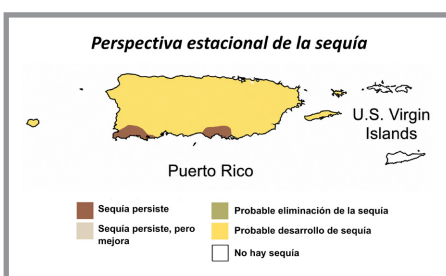 Perspectiva estacional de la sequía
U.S. Virgin
Islands
Puerto Rico
Sequía persiste
Sequía persiste, pero
mejora
Probable eliminación de la sequía
Probable desarrollo de sequía
No hay sequía